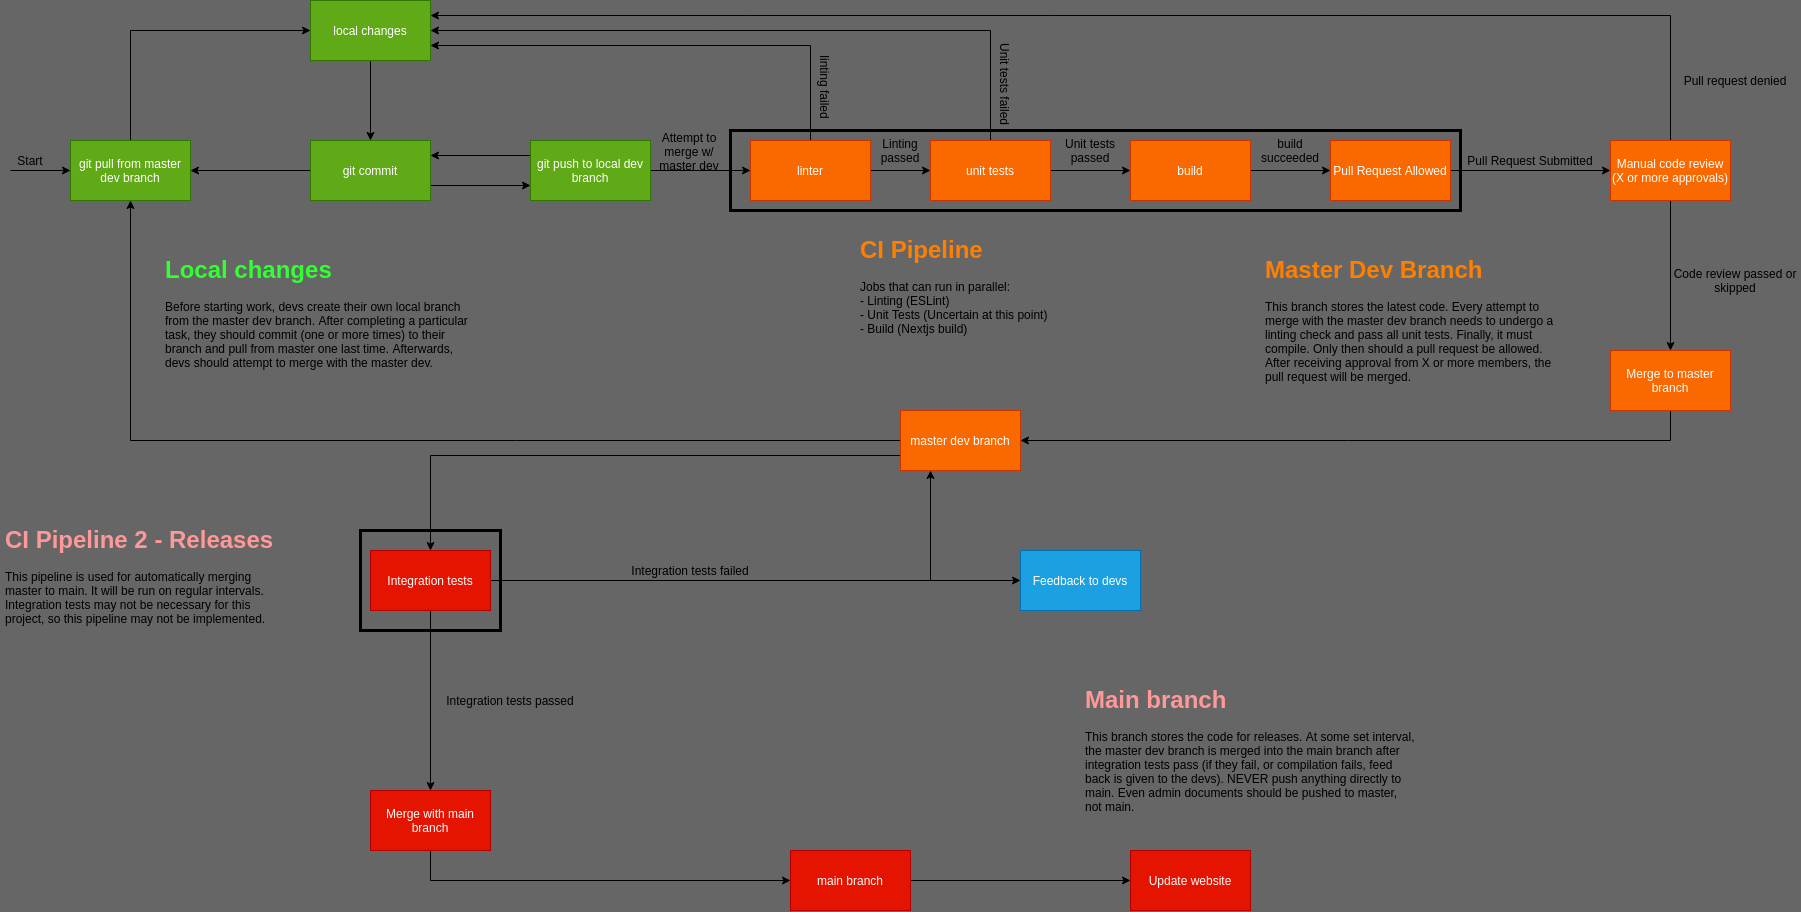 local changes
linting failed
Unit tests failed
Pull request denied
Start
git pull from master
dev branch
git commit
git push to local dev
branch
Attempt to
merge w/
master dev
linter
Linting
passed
unit tests
Unit tests
passed
build
build
succeeded
Pull Request Allowed
Pull Request Submitted
Manual code review
(X or more approvals)
Local changes
Before starting work, devs create their own local branch
from the master dev branch. After completing a particular
task, they should commit (one or more times) to their
branch and pull from master one last time. Afterwards,
devs should attempt to merge with the master dev.
CI Pipeline
Jobs that can run in parallel:
- Linting (ESLint)
- Unit Tests (Uncertain at this point)
- Build (Nextjs build)
Master Dev Branch
This branch stores the latest code. Every attempt to
merge with the master dev branch needs to undergo a
linting check and pass all unit tests. Finally, it must
compile. Only then should a pull request be allowed.
After receiving approval from X or more members, the
pull request will be merged.
Code review passed or
skipped
Merge to master
branch
master dev branch
CI Pipeline 2 - Releases
This pipeline is used for automatically merging
master to main. It will be run on regular intervals.
Integration tests may not be necessary for this
project, so this pipeline may not be implemented.
Integration tests
Integration tests failed
Feedback to devs
Integration tests passed
Main branch
This branch stores the code for releases. At some set interval,
the master dev branch is merged into the main branch after
integration tests pass (if they fail, or compilation fails, feed
back is given to the devs). NEVER push anything directly to
main. Even admin documents should be pushed to master,
not main.
Merge with main
branch
main branch
Update website